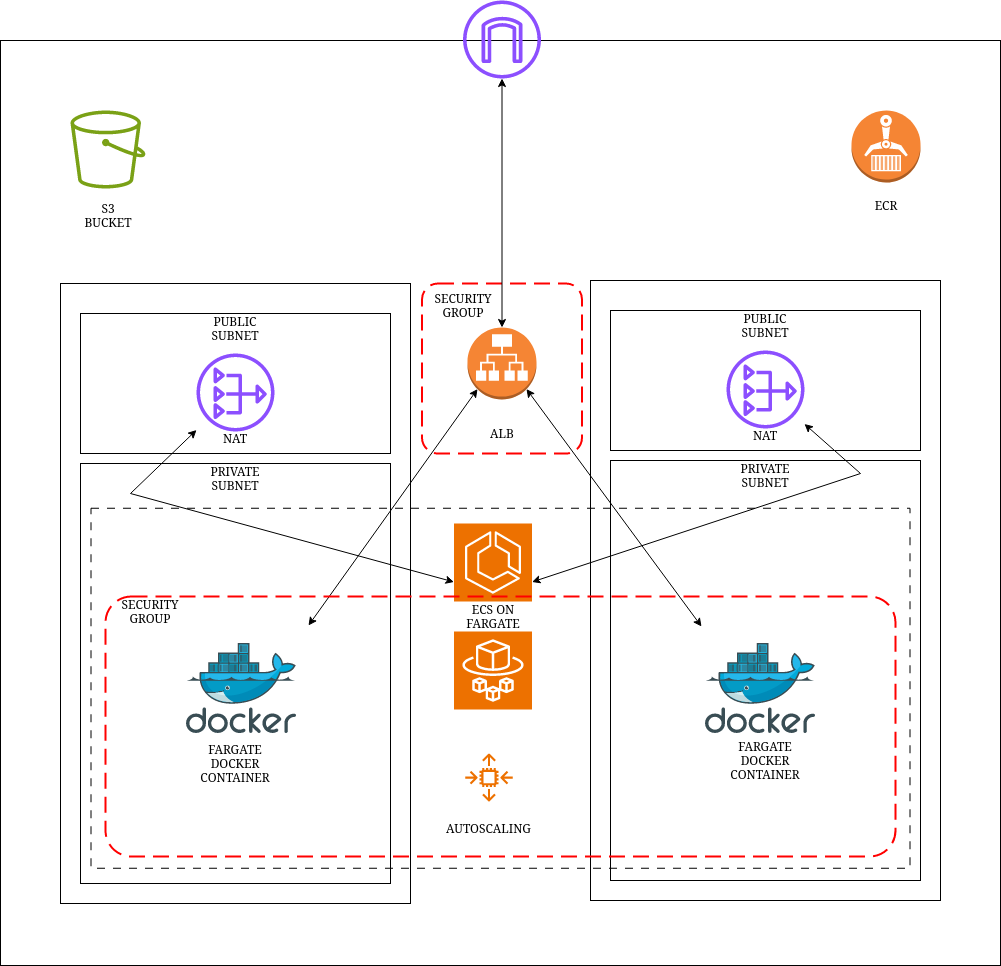 S3
BUCKET
ECR
SECURITY
GROUP
ALB
PUBLIC
SUBNET
NAT
PUBLIC
SUBNET
NAT
PRIVATE
SUBNET
PRIVATE
SUBNET
SECURITY
GROUP
ECS ON
FARGATE
docker
FARGATE
DOCKER
CONTAINER
docker
FARGATE
DOCKER
CONTAINER
AUTOSCALING